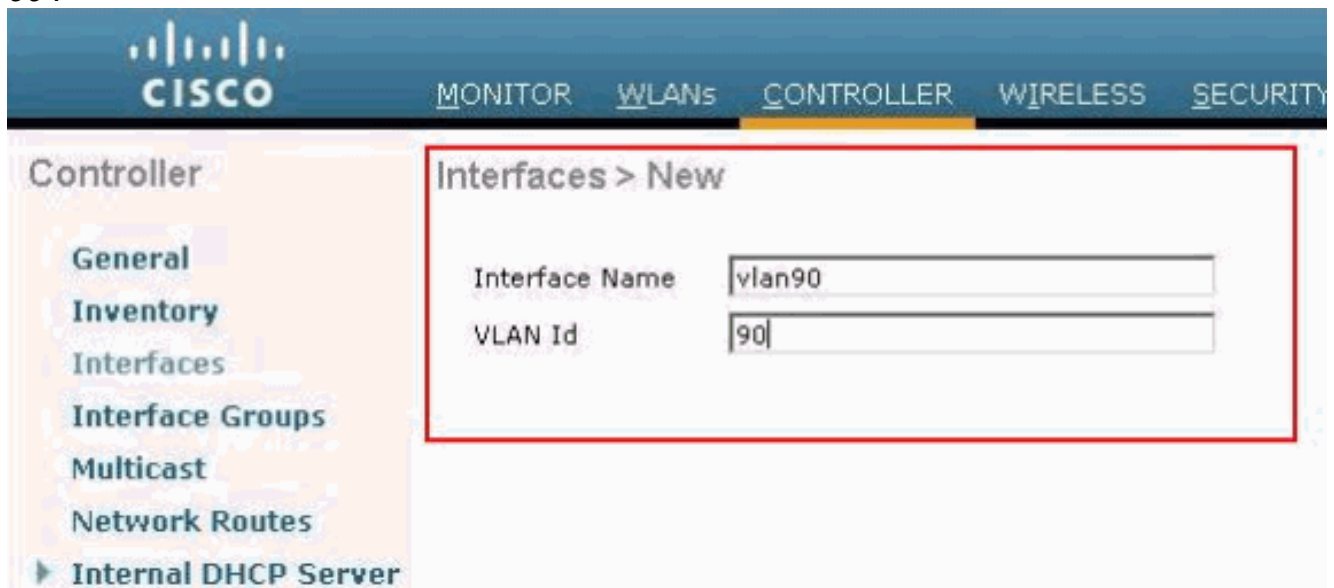 CISCO
MONITOR WLANs CONTROLLER WIRELESS SECURITY
Controller
General
Inventory
Interfaces
Interface Groups
Multicast
Network Routes
Internal DHCP Server
Interfaces > New
Interface Name vlan90
VLAN Id 90